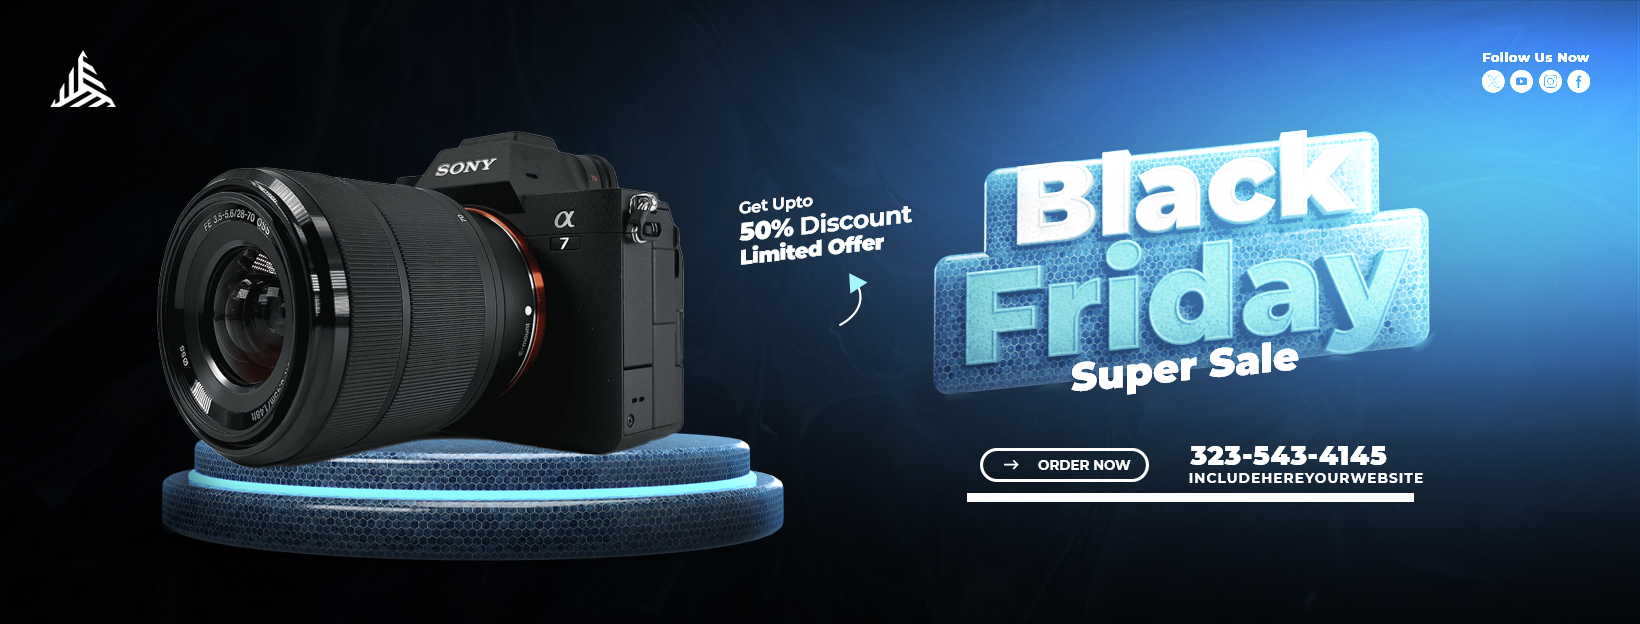 Follow Us Now
SONY
FE 3.5-5.6/28-70 OSS
α
7
Get Upto
50% Discount
Limited Offer
Black
Friday
Super Sale
ORDER NOW
323-543-4145
INCLUDEHEREYOURWEBSITE